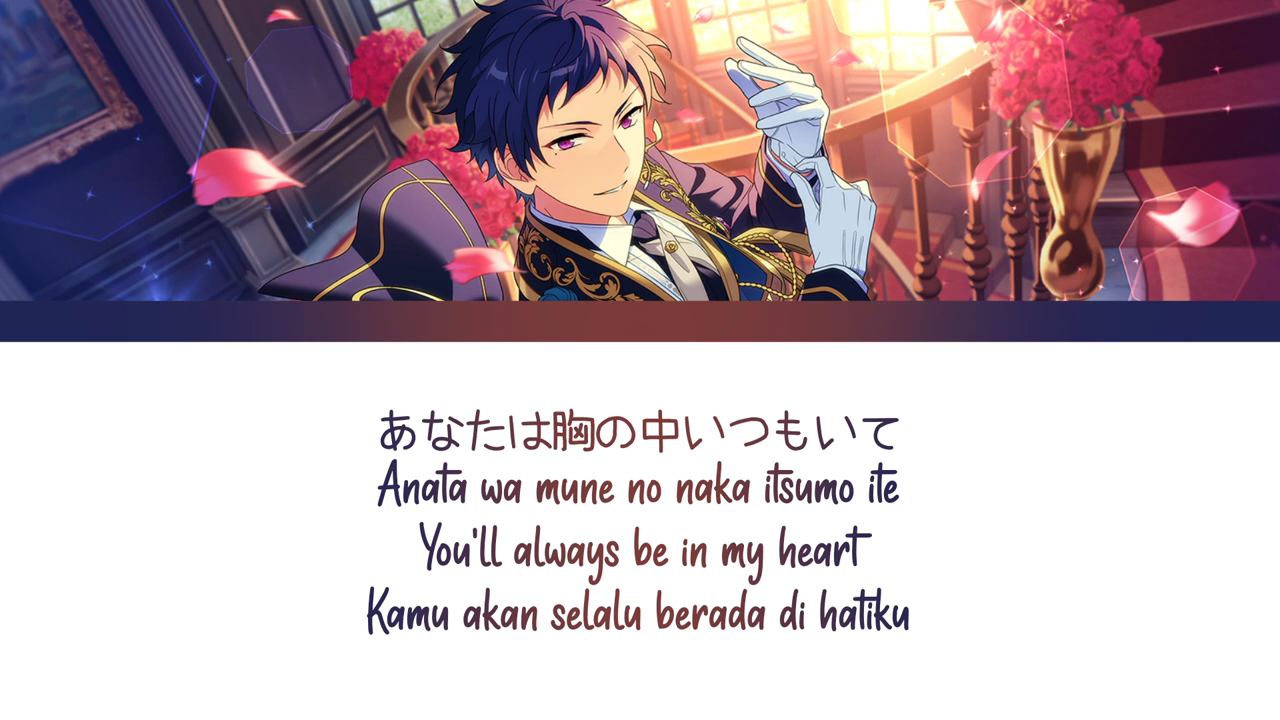 あなたは胸の中いつもいて
Anata wa mune no naka itsumo ite
You'll always be in my heart
Kamu akan selalu berada di hatiku